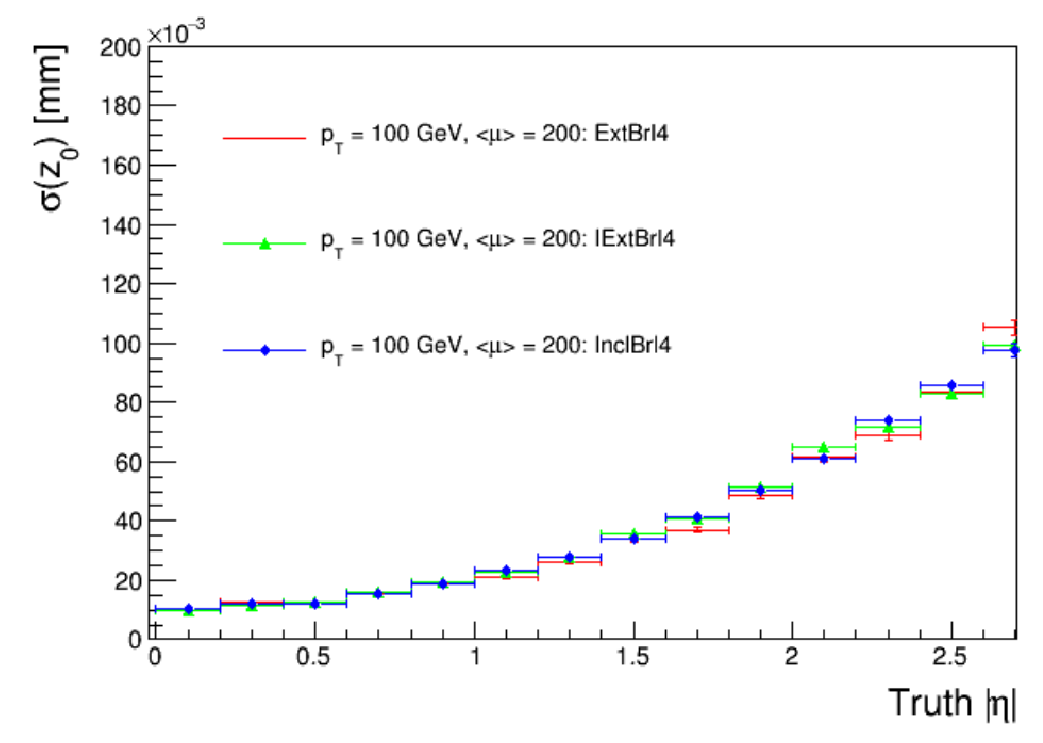 ×10⁻³
σ(z₀) [mm]
200
180
160
140
120
100
80
60
40
20
0
p_T = 100 GeV, <μ> = 200: ExtBrl4
p_T = 100 GeV, <μ> = 200: IExtBrl4
p_T = 100 GeV, <μ> = 200: InclBrl4
0 0.5 1 1.5 2 2.5
Truth |η|